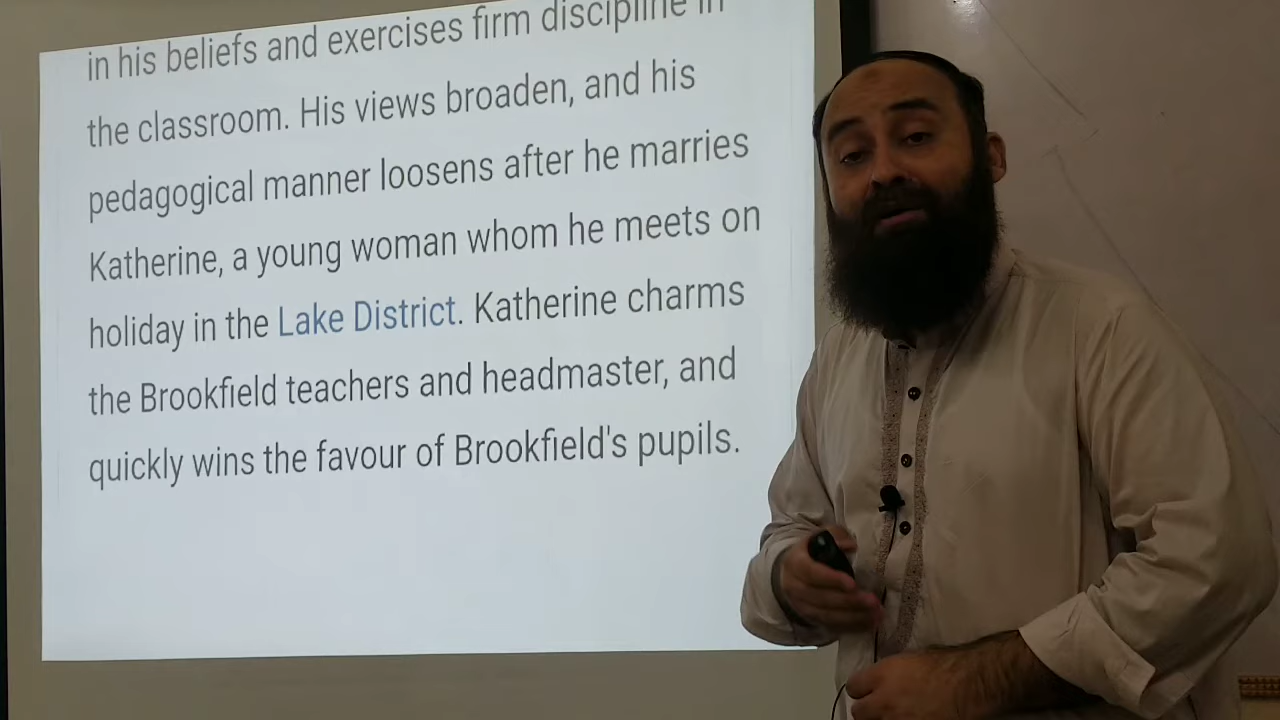 in his beliefs and exercises firm discipline in
the classroom. His views broaden, and his
pedagogical manner loosens after he marries
Katherine, a young woman whom he meets on
holiday in the Lake District. Katherine charms
the Brookfield teachers and headmaster, and
quickly wins the favour of Brookfield's pupils.